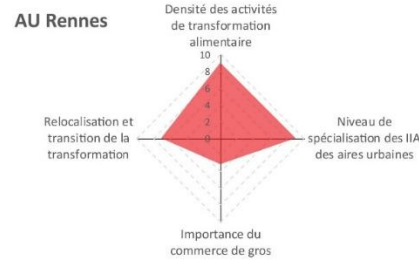 AU Rennes
Densité des activités
de transformation
alimentaire
10
8
6
4
2
0
Relocalisation et
transition de la
transformation
Niveau de
spécialisation des IIA
des aires urbaines
Importance du
commerce de gros